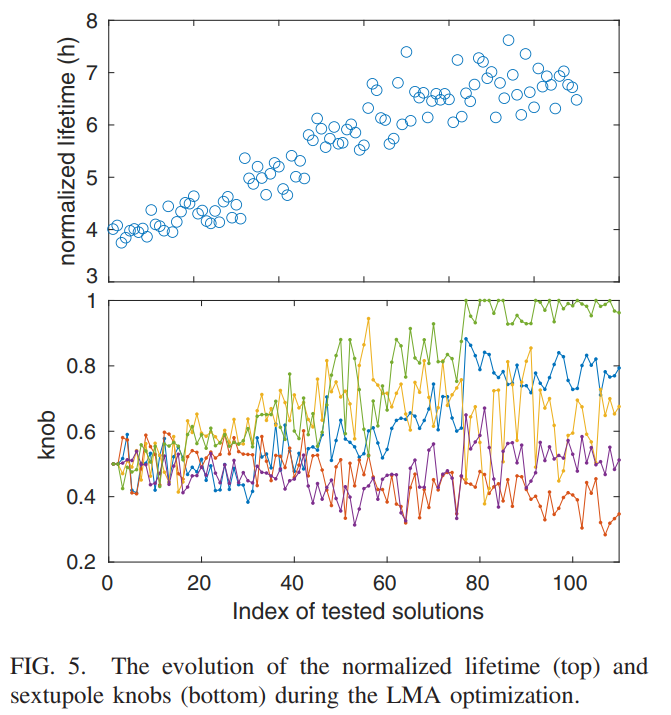 8
7
6
5
4
3
normalized lifetime (h)
1
0.8
0.6
0.4
0.2
knob
0 20 40 60 80 100
Index of tested solutions
FIG. 5. The evolution of the normalized lifetime (top) and
sextupole knobs (bottom) during the LMA optimization.